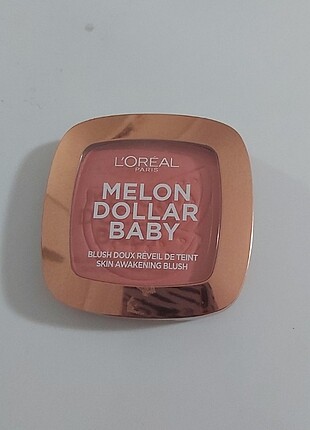 L'ORÉAL
PARIS
MELON
DOLLAR
BABY
BLUSH DOUX RÉVEIL DE TEINT
SKIN AWAKENING BLUSH